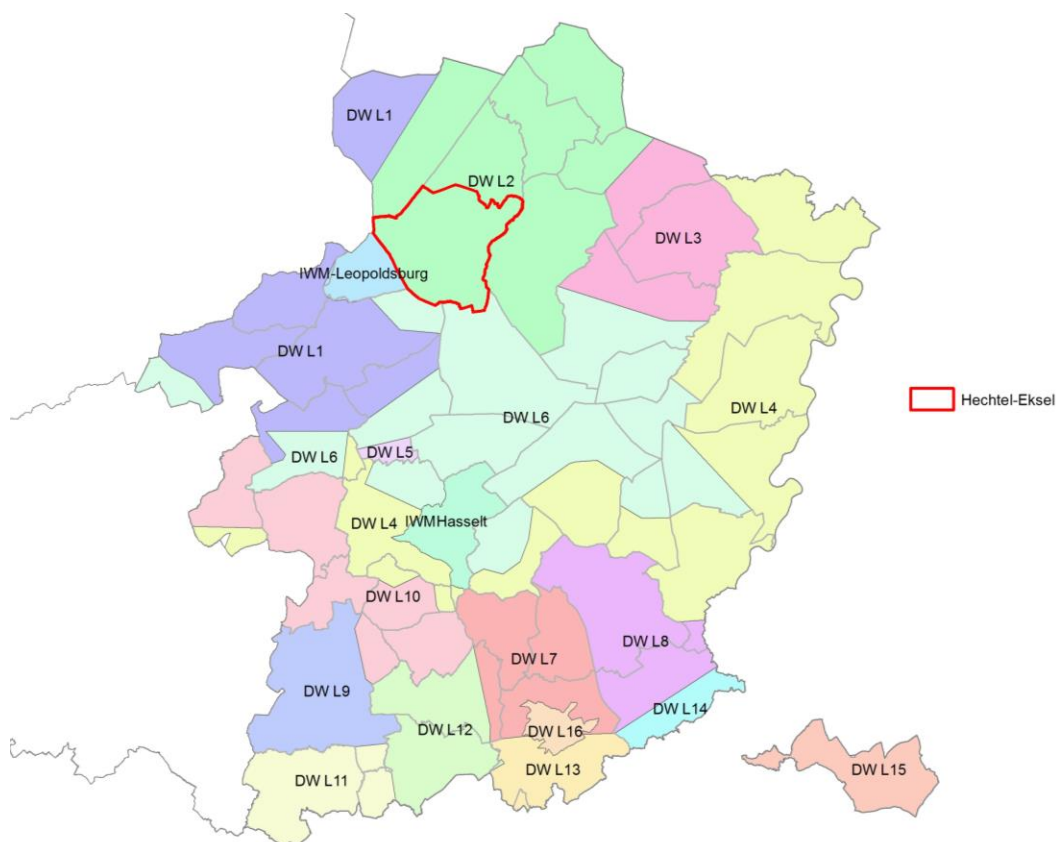 DW L1
DW L2
DW L3
IWM-Leopoldsburg
DW L1
Hechtel-Eksel
DW L4
DW L6
DW L5
DW L6
DW L4
IWMHasselt
DW L10
DW L8
DW L7
DW L9
DW L14
DW L12
DW L16
DW L13
DW L15
DW L11